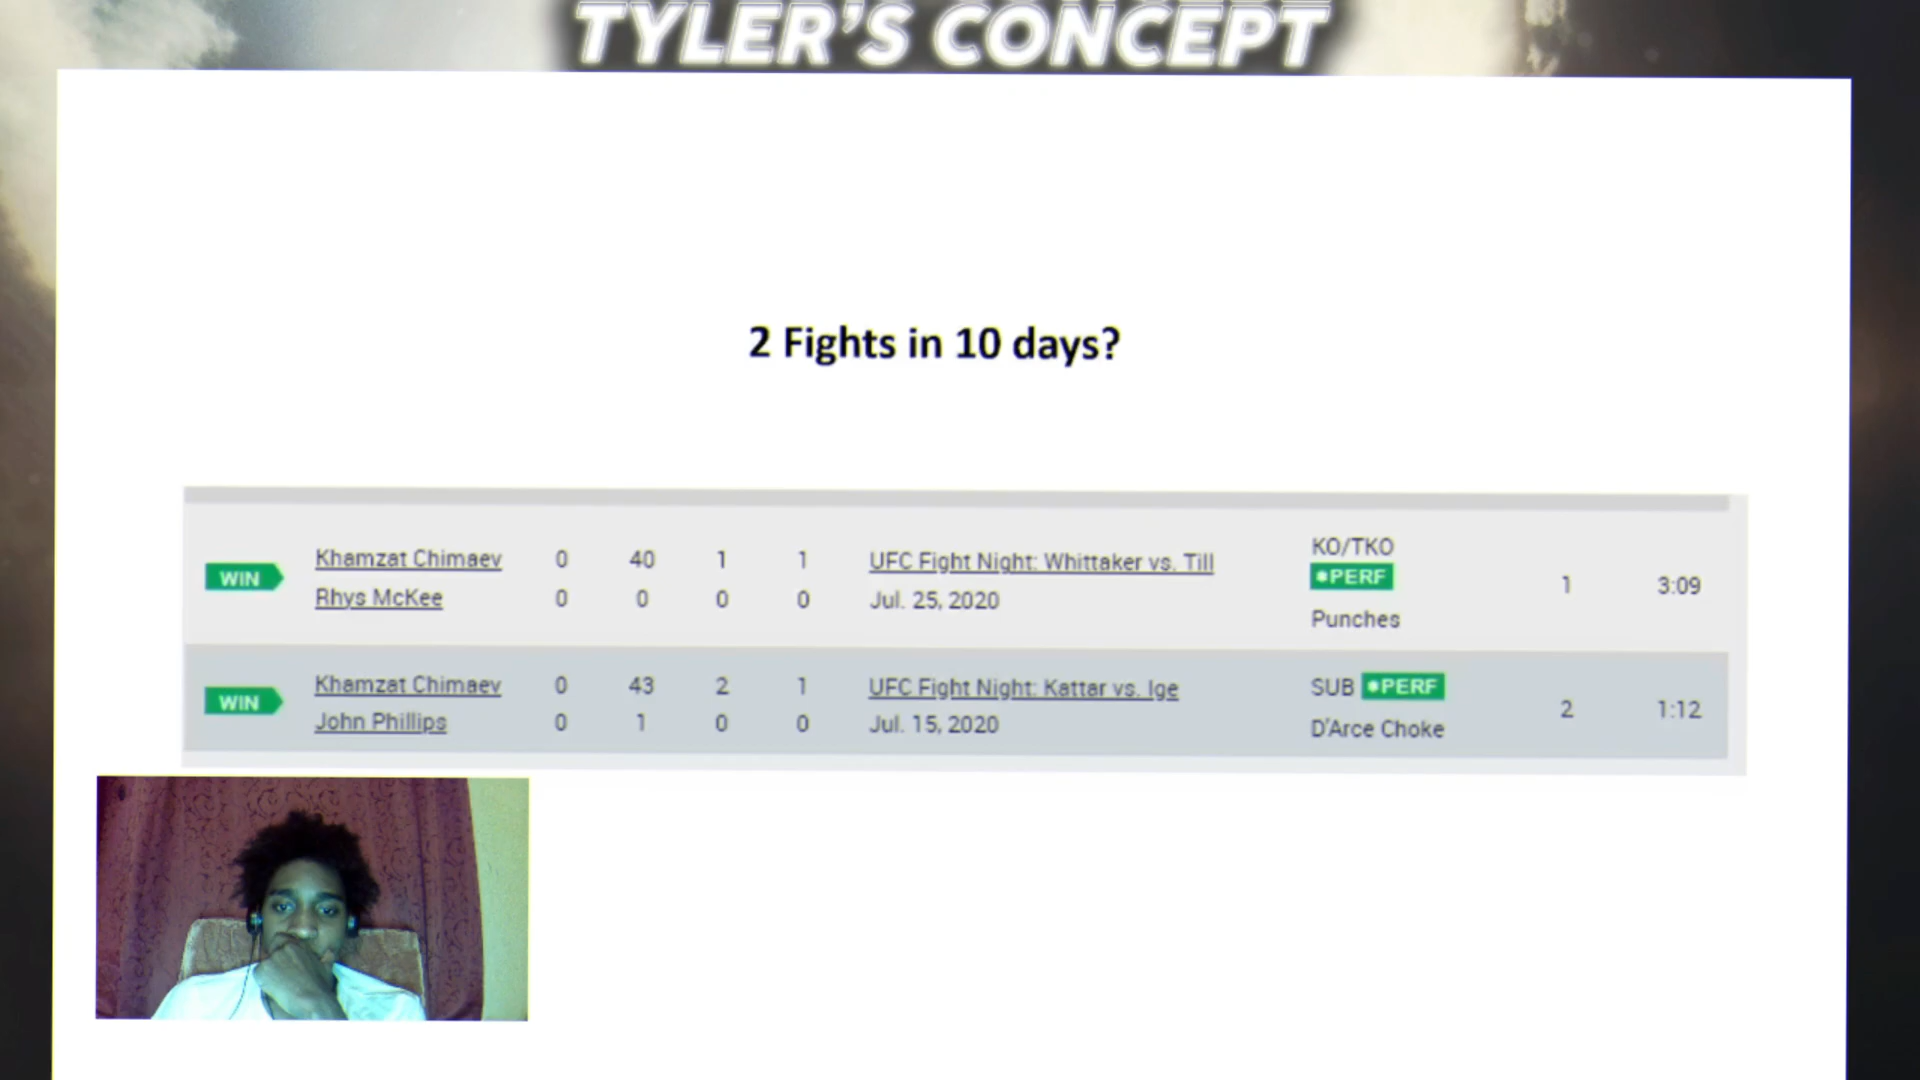 TYLER'S CONCEPT
2 Fights in 10 days?
WIN
Khamzat Chimaev 0 40 1 1 UFC Fight Night: Whittaker vs. Till
Rhys McKee 0 0 0 0 Jul. 25, 2020
KO/TKO
PERF
Punches
1 3:09
WIN
Khamzat Chimaev 0 43 2 1 UFC Fight Night: Kattar vs. Ige
John Phillips 0 1 0 0 Jul. 15, 2020
SUB PERF
D'Arce Choke
2 1:12